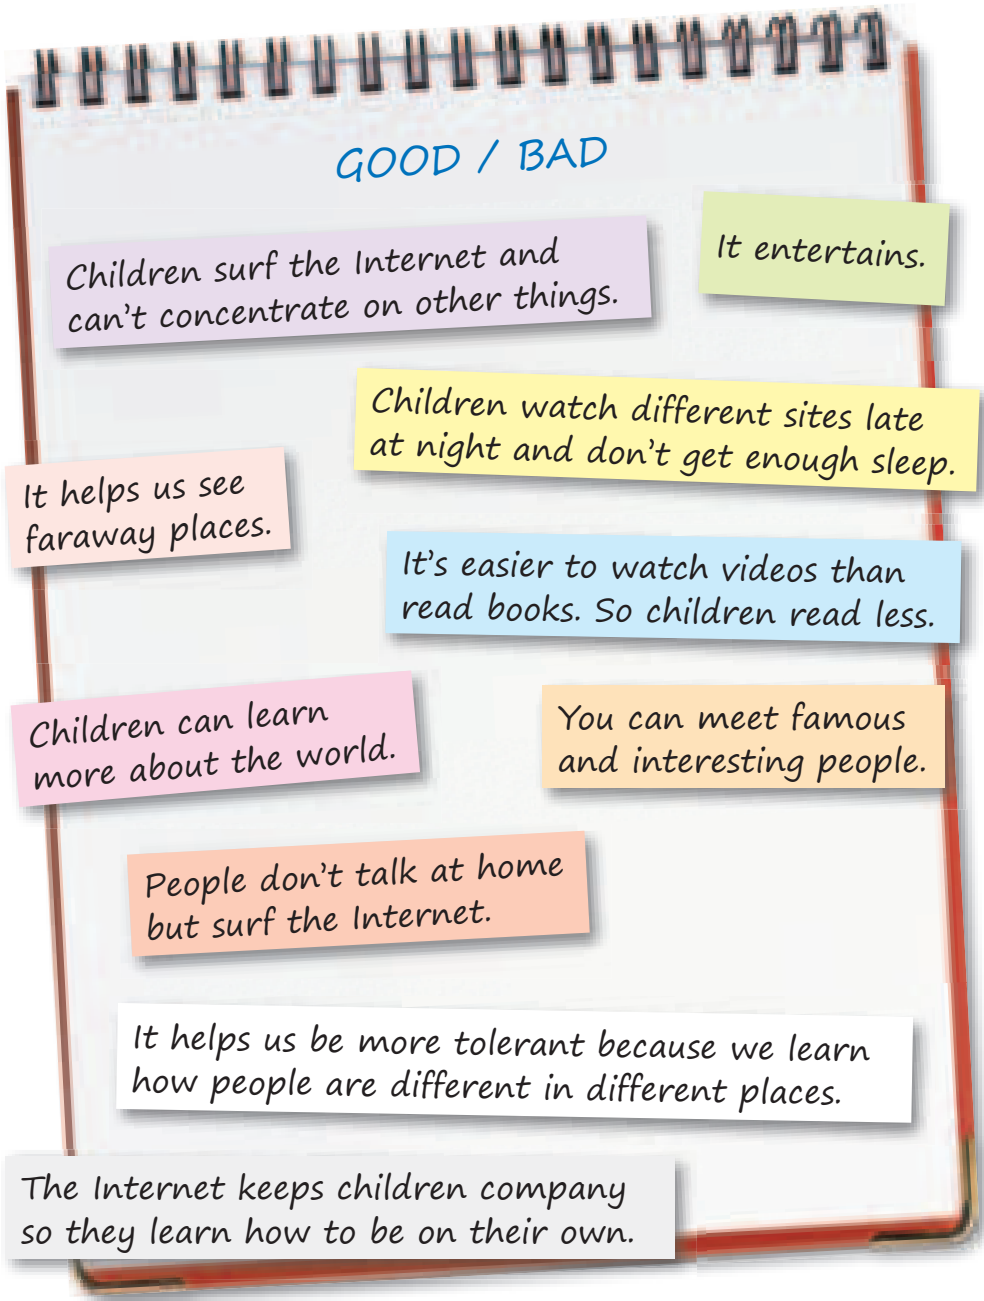 GOOD / BAD
Children surf the Internet and
can't concentrate on other things.
It entertains.
Children watch different sites late
at night and don't get enough sleep.
It helps us see
faraway places.
It's easier to watch videos than
read books. So children read less.
Children can learn
more about the world.
You can meet famous
and interesting people.
People don't talk at home
but surf the Internet.
It helps us be more tolerant because we learn
how people are different in different places.
The Internet keeps children company
so they learn how to be on their own.